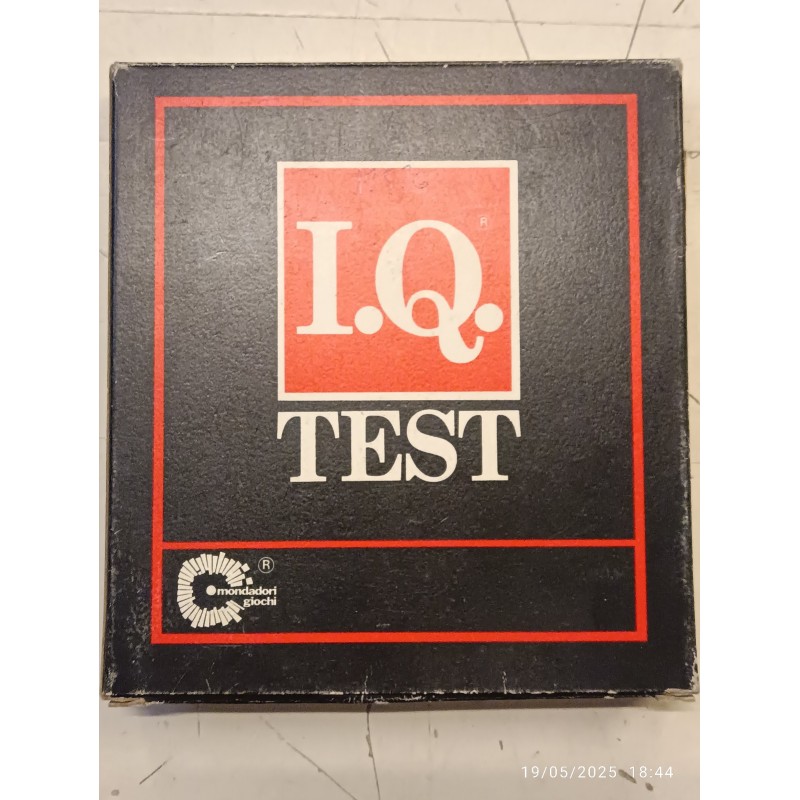 I.Q.®
TEST
®
mondadori
giochi
19/05/2025 18:44